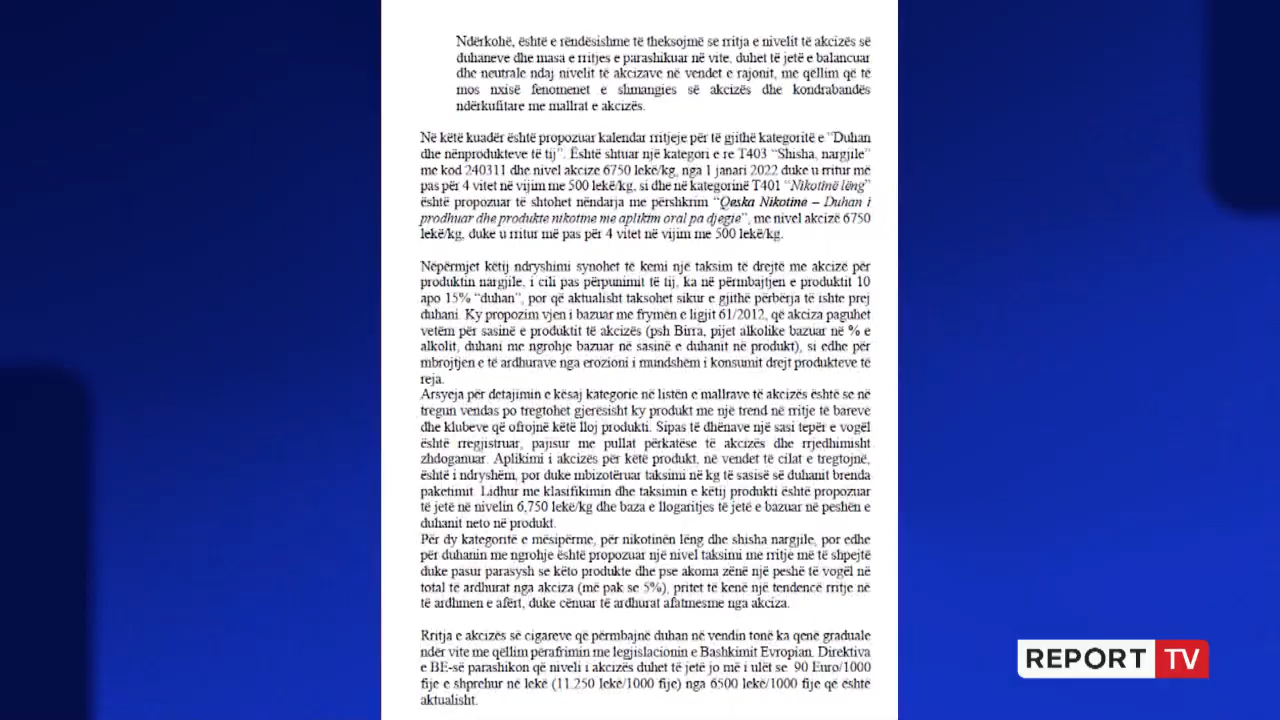 Ndërkohë, është e rëndësishme të theksojmë se rritja e nivelit të akcizës së
duhaneve dhe masa e rritjes e parashikuar në vite, duhet të jetë e balancuar
dhe neutrale ndaj nivelit të akcizave në vendet e rajonit, me qëllim që të
mos nxisë fenomenet e shmangies së akcizës dhe kondrabandës
ndërkufitare me mallrat e akcizës.
Në këtë kuadër është propozuar kalendar rritjeje për të gjithë kategoritë e "Duhan
dhe nënprodukteve të tij". Është shtuar një kategori e re T403 "Shisha, nargjile"
me kod 240311 dhe nivel akcize 6750 lekë/kg, nga 1 janari 2022 duke u rritur më
pas për 4 vitet në vijim me 500 lekë/kg, si dhe në kategorinë T401 "Nikotinë lëng"
është propozuar të shtohet nëndarja me përshkrim "Qeska Nikotine – Duhan i
prodhuar dhe produkte nikotine me aplikim oral pa djegie", me nivel akcizë 6750
lekë/kg, duke u rritur më pas për 4 vitet në vijim me 500 lekë/kg.
Nëpërmjet këtij ndryshimi synohet të kemi një taksim të drejtë me akcizë për
produktin nargjile, i cili pas përpunimit të tij, ka në përmbajtjen e produktit 10
apo 15% "duhan", por që aktualisht taksohet sikur e gjithë përbërja të ishte prej
duhani. Ky propozim vjen i bazuar me frymën e ligjit 61/2012, që akciza paguhet
vetëm për sasinë e produktit të akcizës (psh Birra, pijet alkolike bazuar në % e
alkolit, duhani me ngrohje bazuar në sasinë e duhanit në produkt), si edhe për
mbrojtjen e të ardhurave nga erozioni i mundshëm i konsumit drejt produkteve të
reja.
Arsyeja për detajimin e kësaj kategorie në listën e mallrave të akcizës është se në
tregun vendas po tregtohet gjerësisht ky produkt me një trend në rritje të bareve
dhe klubeve që ofrojnë këtë lloj produkti. Sipas të dhënave një sasi tepër e vogël
është rregjistruar, pajisur me pullat përkatëse të akcizës dhe rrjedhimisht
zhdoganuar. Aplikimi i akcizës për këtë produkt, në vendet të cilat e tregtojnë,
është i ndryshëm, por duke mbizotëruar taksimi në kg të sasisë së duhanit brenda
paketimit. Lidhur me klasifikimin dhe taksimin e këtij produkti është propozuar
të jetë në nivelin 6,750 lekë/kg dhe baza e llogaritjes të jetë e bazuar në peshën e
duhanit neto në produkt.
Për dy kategoritë e mësipërme, për nikotinën lëng dhe shisha nargjile, por edhe
për duhanin me ngrohje është propozuar një nivel taksimi me rritje më të shpejtë
duke pasur parasysh se këto produkte dhe pse akoma zënë një peshë të vogël në
total të ardhurat nga akciza (më pak se 5%), pritet të kenë një tendencë rritje në
të ardhmen e afërt, duke cënuar të ardhurat afatmesme nga akciza.
Rritja e akcizës së cigareve që përmbajnë duhan në vendin tonë ka qenë graduale
ndër vite me qëllim përafrimin me legjislacionin e Bashkimit Evropian. Direktiva
e BE-së parashikon që niveli i akcizës duhet të jetë jo më i ulët se 90 Euro/1000
fije e shprehur në lekë (11.250 lekë/1000 fije) nga 6500 lekë/1000 fije që është
aktualisht.
REPORT TV